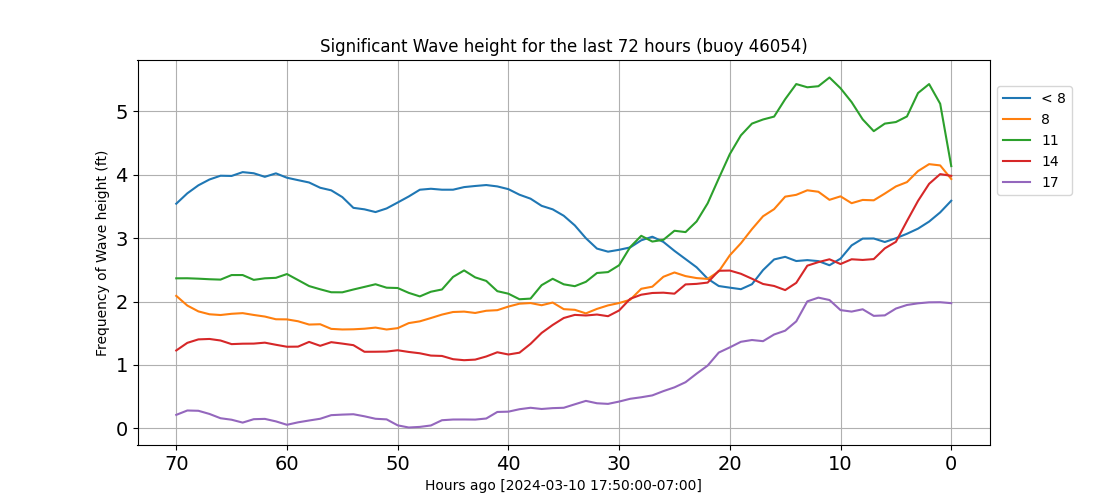 Significant Wave height for the last 72 hours (buoy 46054)
Frequency of Wave height (ft)
5
4
3
2
1
0
70 60 50 40 30 20 10 0
Hours ago [2024-03-10 17:50:00-07:00]
< 8
8
11
14
17